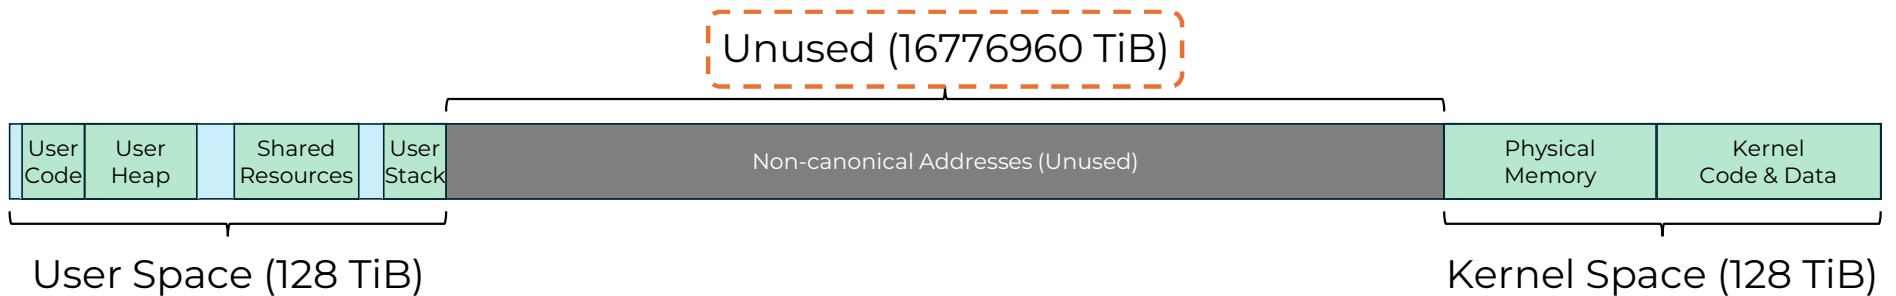 Unused (16776960 TiB)
User
Code
User
Heap
Shared
Resources
User
Stack
Non-canonical Addresses (Unused)
Physical
Memory
Kernel
Code & Data
User Space (128 TiB)
Kernel Space (128 TiB)